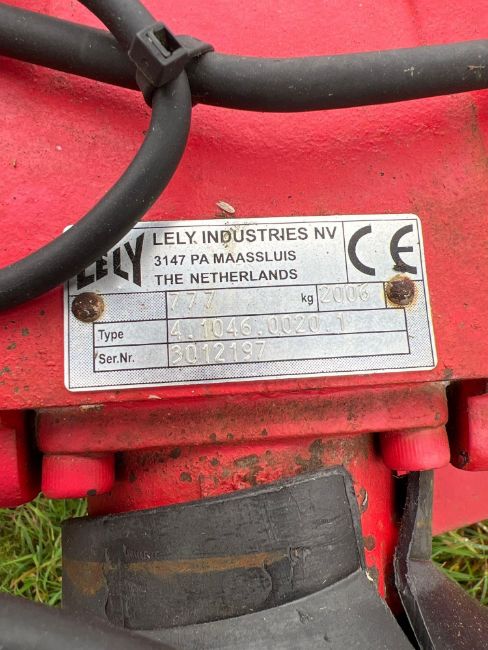 LELY
LELY INDUSTRIES NV
3147 PA MAASSLUIS
THE NETHERLANDS
CE
777 kg 2006
Type 4.1046.0020.1
Ser.Nr. 3012197